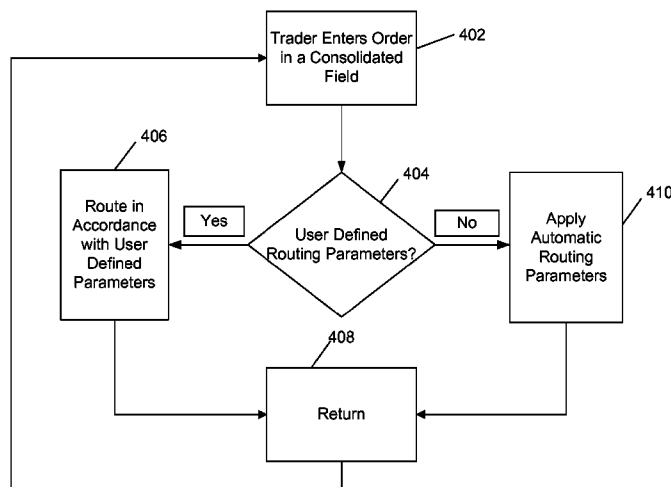 Trader Enters Order
in a Consolidated
Field
402
406
Route in
Accordance
with User
Defined
Parameters
Yes
404
User Defined
Routing Parameters?
No
410
Apply
Automatic
Routing
Parameters
408
Return